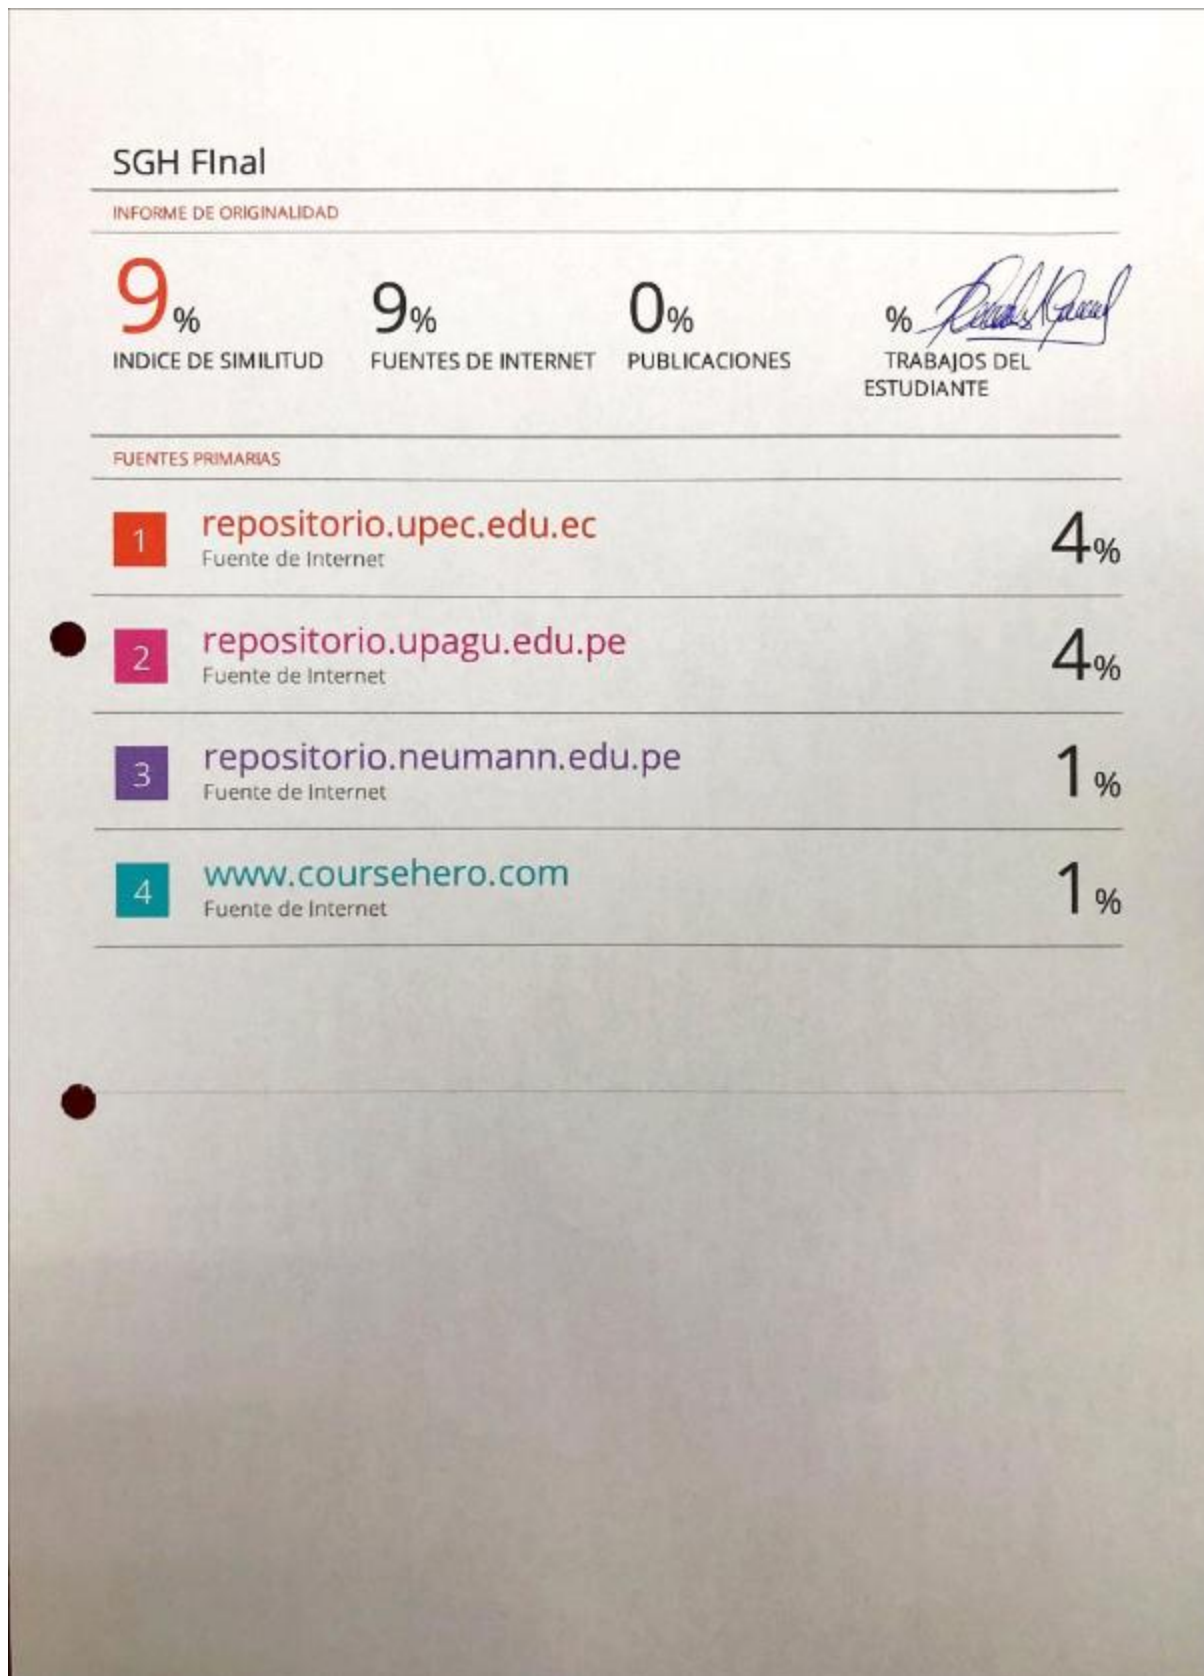 SGH FInal
INFORME DE ORIGINALIDAD
9% 9% 0% %
INDICE DE SIMILITUD FUENTES DE INTERNET PUBLICACIONES TRABAJOS DEL
ESTUDIANTE
FUENTES PRIMARIAS
1 repositorio.upec.edu.ec 4%
Fuente de Internet
2 repositorio.upagu.edu.pe 4%
Fuente de Internet
3 repositorio.neumann.edu.pe 1%
Fuente de Internet
4 www.coursehero.com 1%
Fuente de Internet